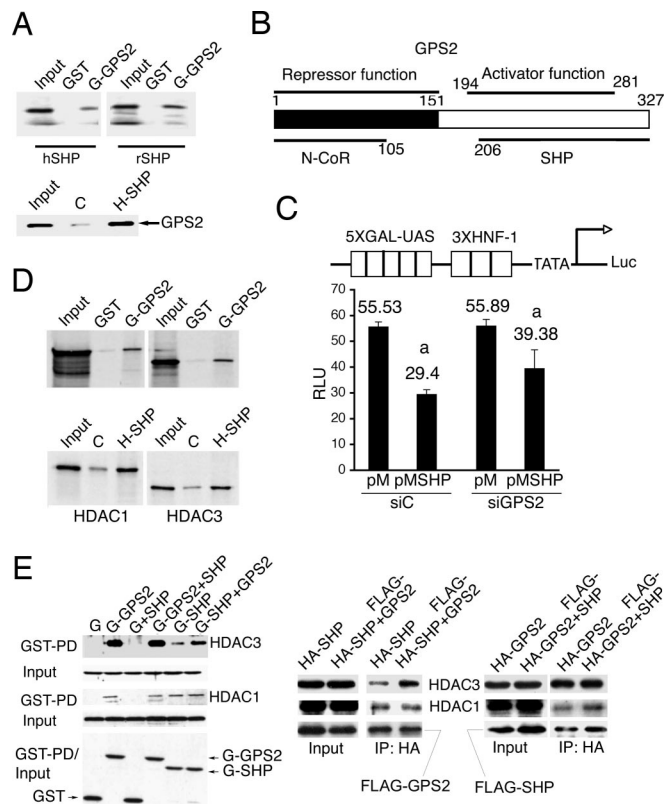 A
Input
GST
G-GPS2
Input
GST
G-GPS2
hSHP
rSHP
Input
C
H-SHP
GPS2
B
GPS2
Repressor function
Activator function
1
151
194
281
327
N-CoR
105
206
SHP
C
5XGAL-UAS
3XHNF-1
TATA
Luc
RLU
70
60
50
40
30
20
10
0
55.53
a
29.4
55.89
a
39.38
pM
pMSHP
pM
pMSHP
siC
siGPS2
D
Input
GST
G-GPS2
Input
GST
G-GPS2
Input
C
H-SHP
Input
C
H-SHP
HDAC1
HDAC3
E
G
G-GPS2
G+SHP
G-GPS2+SHP
G-SHP
G-SHP+GPS2
GST-PD
HDAC3
Input
GST-PD
HDAC1
Input
GST-PD/
Input
G-GPS2
G-SHP
GST
HA-SHP
FLAG-
HA-SHP+GPS2
HA-SHP
FLAG-
HA-SHP+GPS2
HDAC3
HDAC1
Input
IP: HA
FLAG-GPS2
HA-GPS2
FLAG-
HA-GPS2+SHP
HA-GPS2
FLAG-
HA-GPS2+SHP
Input
IP: HA
FLAG-SHP